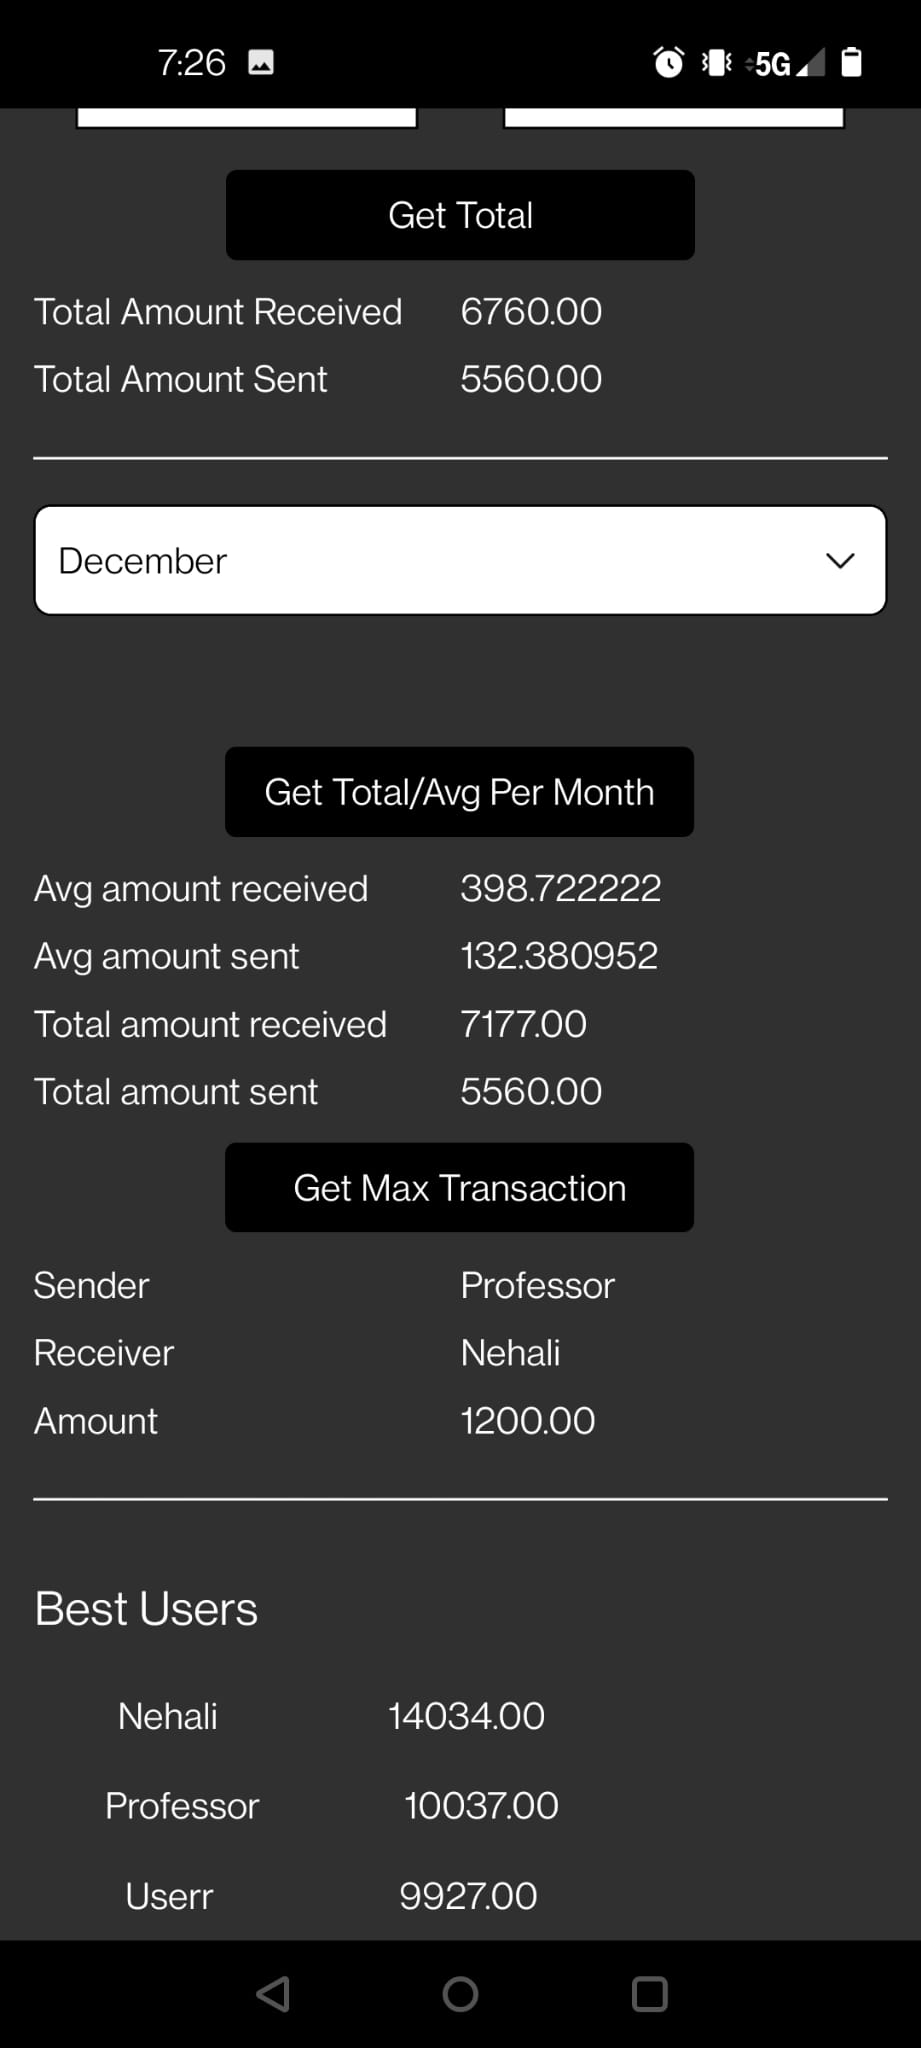 7:26 5G
Get Total
Total Amount Received 6760.00
Total Amount Sent 5560.00
December
Get Total/Avg Per Month
Avg amount received 398.722222
Avg amount sent 132.380952
Total amount received 7177.00
Total amount sent 5560.00
Get Max Transaction
Sender Professor
Receiver Nehali
Amount 1200.00
Best Users
Nehali 14034.00
Professor 10037.00
Userr 9927.00